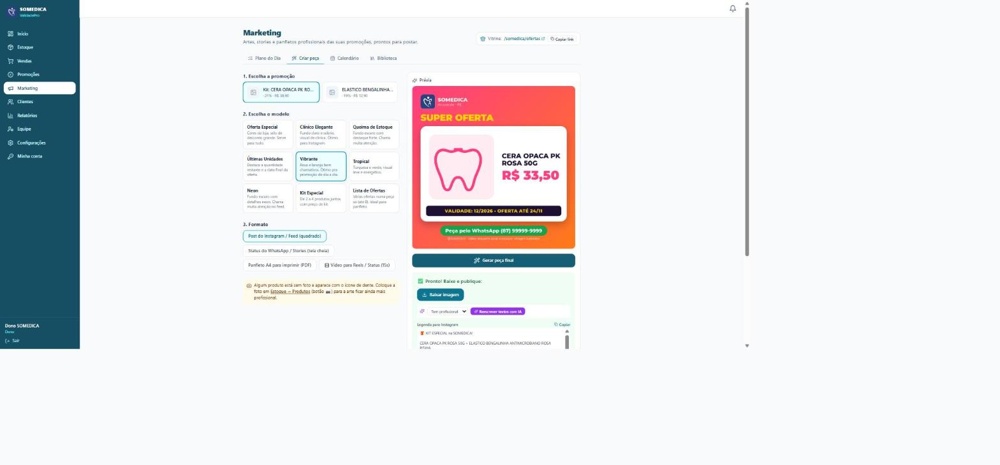 SOMEDICA
ValidadePro
Início
Estoque
Vendas
Promoções
Marketing
Clientes
Relatórios
Equipe
Configurações
Minha conta
Dono SOMEDICA
Dono
Sair
Marketing
Artes, stories e panfletos profissionais das suas promoções, prontos para postar.
Vitrine: /somedica/ofertas
Copiar link
Plano do Dia
Criar peça
Calendário
Biblioteca
1. Escolha a promoção
Kit: CERA OPACA PK RO...
-21% · R$ 38,90
ELASTICO BENGALINHA...
-19% · R$ 12,90
2. Escolha o modelo
Oferta Especial
Cores da loja, selo de
desconto grande. Serve
para tudo.
Clínico Elegante
Fundo claro e sóbrio,
visual de clínica. Ótimo
para Instagram.
Queima de Estoque
Fundo escuro com
destaque forte. Chama
muita atenção.
Últimas Unidades
Destaca a quantidade
restante e a data final da
oferta.
Vibrante
Rosa e laranja bem
chamativos. Ótimo pra
promoção do dia a dia.
Tropical
Turquesa e verde, visual
leve e energético.
Neon
Fundo escuro com
detalhes neon. Chama
muita atenção no feed.
Kit Especial
De 2 a 4 produtos juntos
com preço de kit.
Lista de Ofertas
Várias ofertas numa peça
só (até 8). Ideal para
panfleto.
3. Formato
Post do Instagram / Feed (quadrado)
Status do WhatsApp / Stories (tela cheia)
Panfleto A4 para imprimir (PDF)
Vídeo para Reels / Status (15s)
Algum produto está sem foto e aparece com o ícone de dente. Coloque a
foto em Estoque → Produtos (botão 📷) para a arte ficar ainda mais
profissional.
Prévia
SOMEDICA
SUPER OFERTA
CERA OPACA PK
ROSA 50G
R$ 33,50
VALIDADE: 12/2026 • OFERTA ATÉ 24/11
Peça pelo WhatsApp (87) 99999-9999
Gerar peça final
Pronto! Baixe e publique:
Baixar imagem
Tom profissional
Reescrever textos com IA
Legenda para Instagram
Copiar
KIT ESPECIAL na SOMEDICA!
CERA OPACA PK ROSA 50G + ELASTICO BENGALINHA ANTIMICROBIANO ROSA
PITAYA